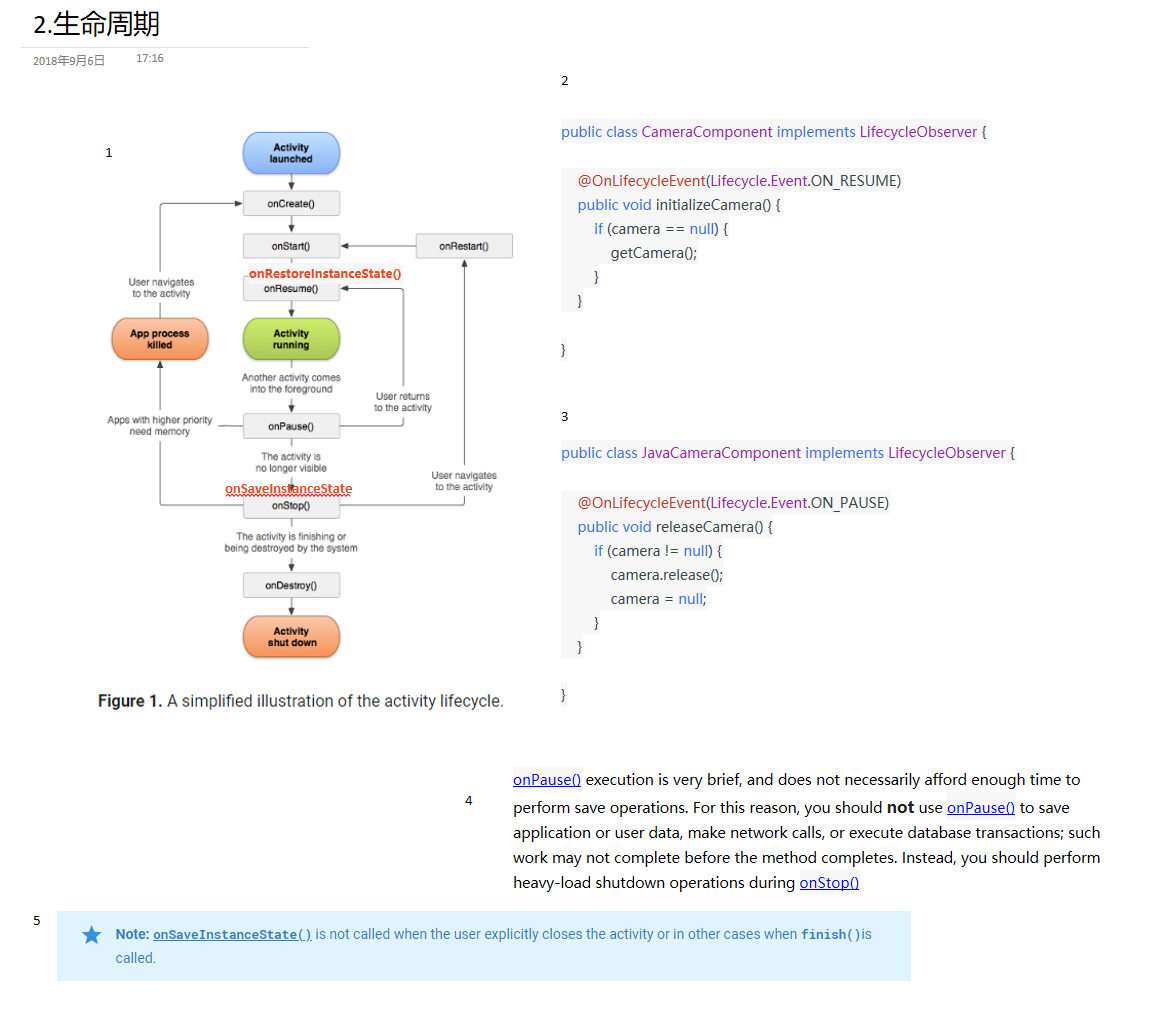 2.生命周期
2018年9月6日 17:16
1
Activity
launched
onCreate()
onStart()
onRestart()
onRestoreInstanceState()
onResume()
User navigates
to the activity
App process
killed
Activity
running
Another activity comes
into the foreground
User returns
to the activity
Apps with higher priority
need memory
onPause()
The activity is
no longer visible
User navigates
to the activity
onSaveInstanceState
onStop()
The activity is finishing or
being destroyed by the system
onDestroy()
Activity
shut down
Figure 1. A simplified illustration of the activity lifecycle.
2
public class CameraComponent implements LifecycleObserver {
@OnLifecycleEvent(Lifecycle.Event.ON_RESUME)
public void initializeCamera() {
if (camera == null) {
getCamera();
}
}
}
3
public class JavaCameraComponent implements LifecycleObserver {
@OnLifecycleEvent(Lifecycle.Event.ON_PAUSE)
public void releaseCamera() {
if (camera != null) {
camera.release();
camera = null;
}
}
}
4
onPause() execution is very brief, and does not necessarily afford enough time to
perform save operations. For this reason, you should not use onPause() to save
application or user data, make network calls, or execute database transactions; such
work may not complete before the method completes. Instead, you should perform
heavy-load shutdown operations during onStop()
5
Note: onSaveInstanceState() is not called when the user explicitly closes the activity or in other cases when finish()is
called.